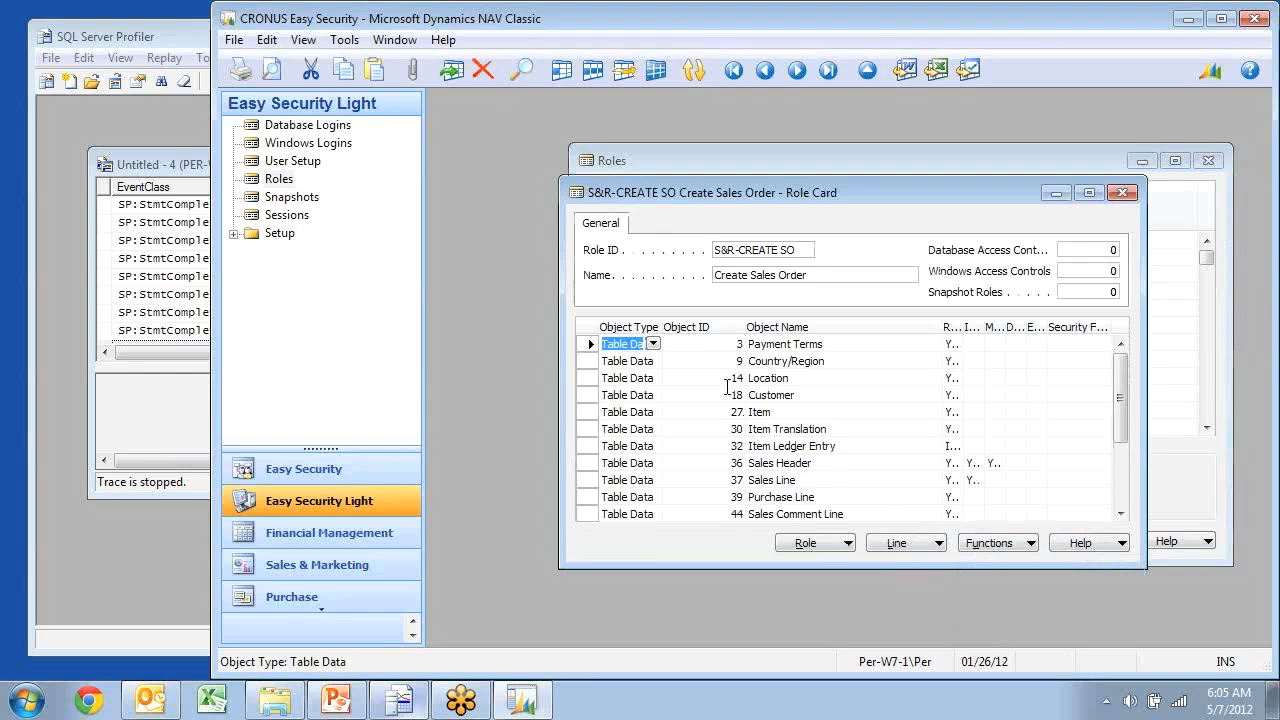 SQL Server Profiler
File Edit View Replay To
Untitled - 4 (PER-W
EventClass
SP:StmtComple
SP:StmtComple
SP:StmtComple
SP:StmtComple
SP:StmtComple
SP:StmtComple
SP:StmtComple
SP:StmtComple
Trace is stopped.
CRONUS Easy Security - Microsoft Dynamics NAV Classic
File Edit View Tools Window Help
Easy Security Light
Database Logins
Windows Logins
User Setup
Roles
Snapshots
Sessions
Setup
Easy Security
Easy Security Light
Financial Management
Sales & Marketing
Purchase
Roles
S&R-CREATE SO Create Sales Order - Role Card
General
Role ID . . . . . . . . . S&R-CREATE SO Database Access Cont... 0
Name. . . . . . . . . . Create Sales Order Windows Access Controls 0
Snapshot Roles . . . . . 0
Object Type Object ID Object Name R... I... M... D... E... Security F...
Table Da 3 Payment Terms Y..
Table Data 9 Country/Region Y..
Table Data 14 Location Y..
Table Data 18 Customer Y..
Table Data 27 Item Y..
Table Data 30 Item Translation Y..
Table Data 32 Item Ledger Entry I...
Table Data 36 Sales Header Y.. Y.. Y..
Table Data 37 Sales Line Y.. Y..
Table Data 39 Purchase Line Y..
Table Data 44 Sales Comment Line Y..
Role Line Functions Help
Help
Object Type: Table Data Per-W7-1\Per 01/26/12 INS
6:05 AM
5/7/2012